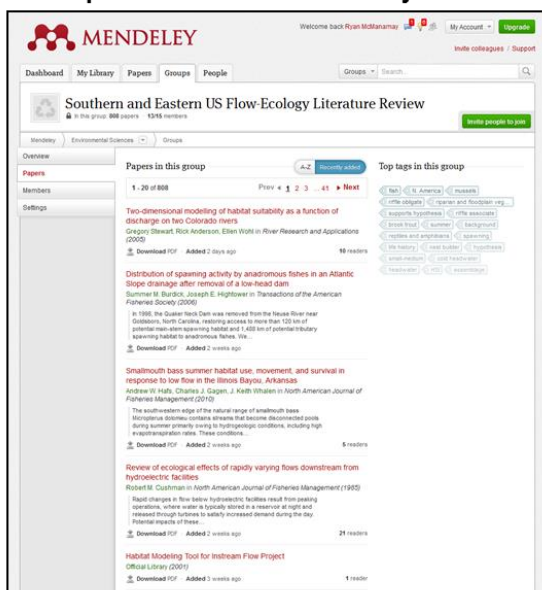 MENDELEY
Welcome back Ryan McManamay
My Account
Upgrade
Invite colleagues / Support
Dashboard My Library Papers Groups People
Groups Search...
Southern and Eastern US Flow-Ecology Literature Review
In this group: 808 papers 13/15 members
Invite people to join
Mendeley Environmental Sciences Groups
Overview
Papers
Members
Settings
Papers in this group
A-Z Recently added
1 - 20 of 808 Prev 1 2 3 ... 41 Next
Two-dimensional modelling of habitat suitability as a function of
discharge on two Colorado rivers
Gregory Stewart, Rick Anderson, Ellen Wohl in River Research and Applications
(2005)
Download PDF Added 2 days ago 10 readers
Distribution of spawning activity by anadromous fishes in an Atlantic
Slope drainage after removal of a low-head dam
Summer M. Burdick, Joseph E. Hightower in Transactions of the American
Fisheries Society (2006)
In 1998, the Quaker Neck Dam was removed from the Neuse River near
Goldsboro, North Carolina, restoring access to more than 120 km of
potential main-stem spawning habitat and 1,488 km of potential tributary
spawning habitat to anadromous fishes. We...
Download PDF Added 2 weeks ago
Smallmouth bass summer habitat use, movement, and survival in
response to low flow in the Illinois Bayou, Arkansas
Andrew W. Hafs, Charles J. Gagen, J. Keith Whalen in North American Journal of
Fisheries Management (2010)
The southwestern edge of the natural range of smallmouth bass
Micropterus dolomieu contains streams that become disconnected pools
during summer primarily owing to hydrogeologic conditions, including high
evapotranspiration rates. These conditions...
Download PDF Added 2 weeks ago 5 readers
Review of ecological effects of rapidly varying flows downstream from
hydroelectric facilities
Robert M. Cushman in North American Journal of Fisheries Management (1985)
Rapid changes in flow below hydroelectric facilities result from peaking
operations, where water is typically stored in a reservoir at night and
released through turbines to satisfy increased demand during the day.
Potential impacts of these...
Download PDF Added 2 weeks ago 21 readers
Habitat Modeling Tool for Instream Flow Project
Official Library (2001)
Download PDF Added 3 weeks ago 1 reader
Top tags in this group
fish N. America mussels
riffle obligate riparian and floodplain veg...
supports hypothesis riffle associate
brook trout summer background
reptiles and amphibians spawning
life history nest builder hypothesis
small-medium cold headwater
headwater assemblage